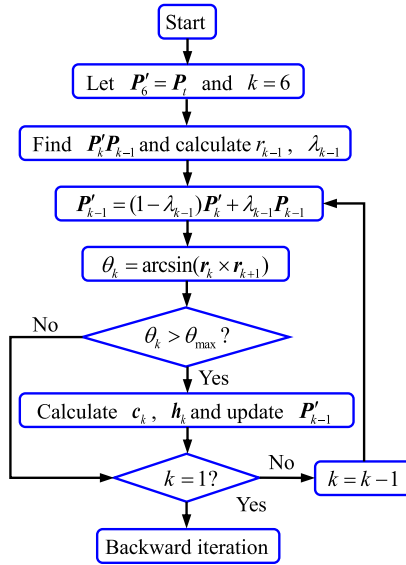 Start
Let P′₆ = Pₜ and k = 6
Find P′ₖPₖ₋₁ and calculate rₖ₋₁ , λₖ₋₁
P′ₖ₋₁ = (1 − λₖ₋₁)P′ₖ + λₖ₋₁Pₖ₋₁
θₖ = arcsin(rₖ × rₖ₊₁)
No
θₖ > θₘₐₓ ?
Yes
Calculate cₖ , hₖ and update P′ₖ₋₁
k = 1?
No
k = k − 1
Yes
Backward iteration